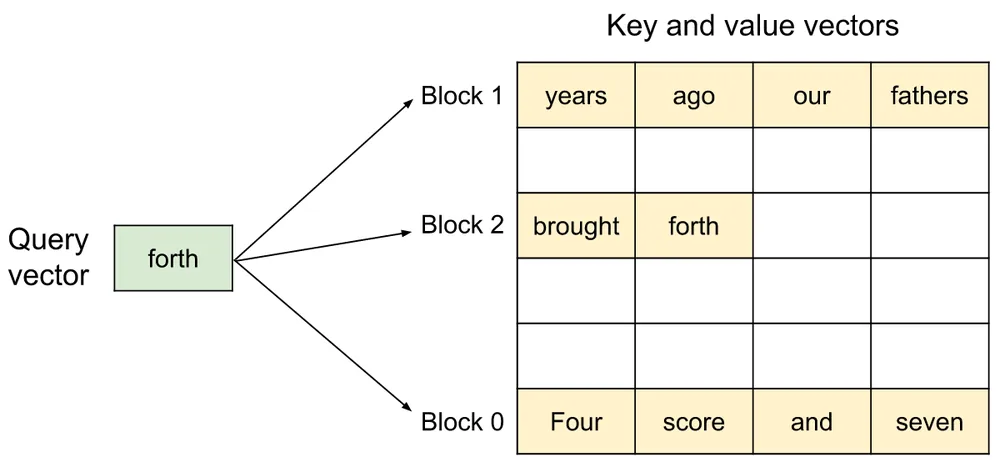 Key and value vectors
Block 1 years ago our fathers
Block 2 brought forth
Query
vector
forth
Block 0 Four score and seven